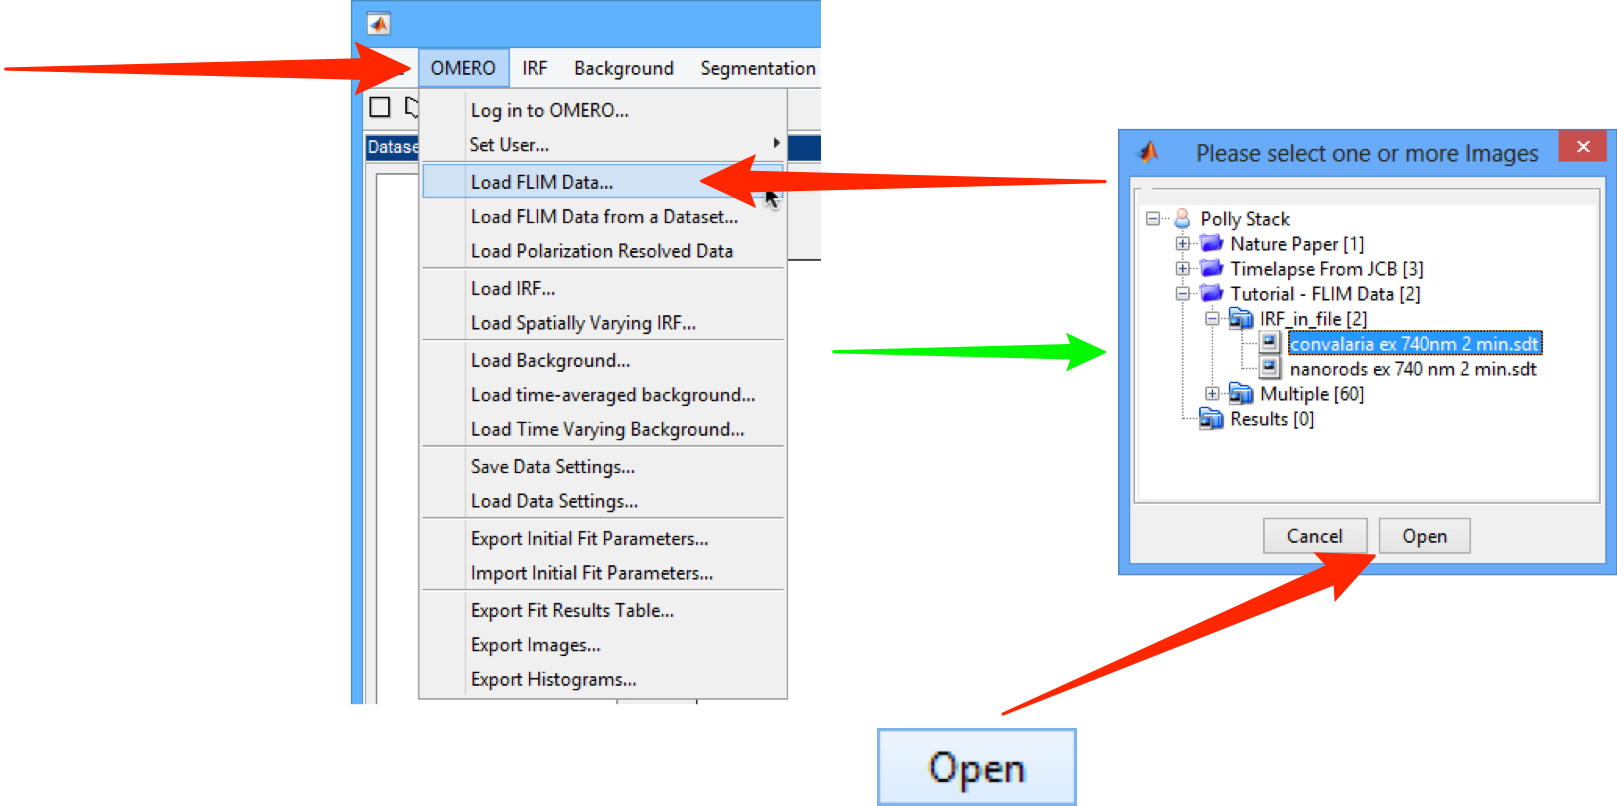 OMERO IRF Background Segmentation
Log in to OMERO...
Set User...
Datase
Load FLIM Data...
Load FLIM Data from a Dataset...
Load Polarization Resolved Data
Load IRF...
Load Spatially Varying IRF...
Load Background...
Load time-averaged background...
Load Time Varying Background...
Save Data Settings...
Load Data Settings...
Export Initial Fit Parameters...
Import Initial Fit Parameters...
Export Fit Results Table...
Export Images...
Export Histograms...
Please select one or more Images
Polly Stack
Nature Paper [1]
Timelapse From JCB [3]
Tutorial - FLIM Data [2]
IRF_in_file [2]
convalaria ex 740nm 2 min.sdt
nanorods ex 740 nm 2 min.sdt
Multiple [60]
Results [0]
Cancel Open
Open